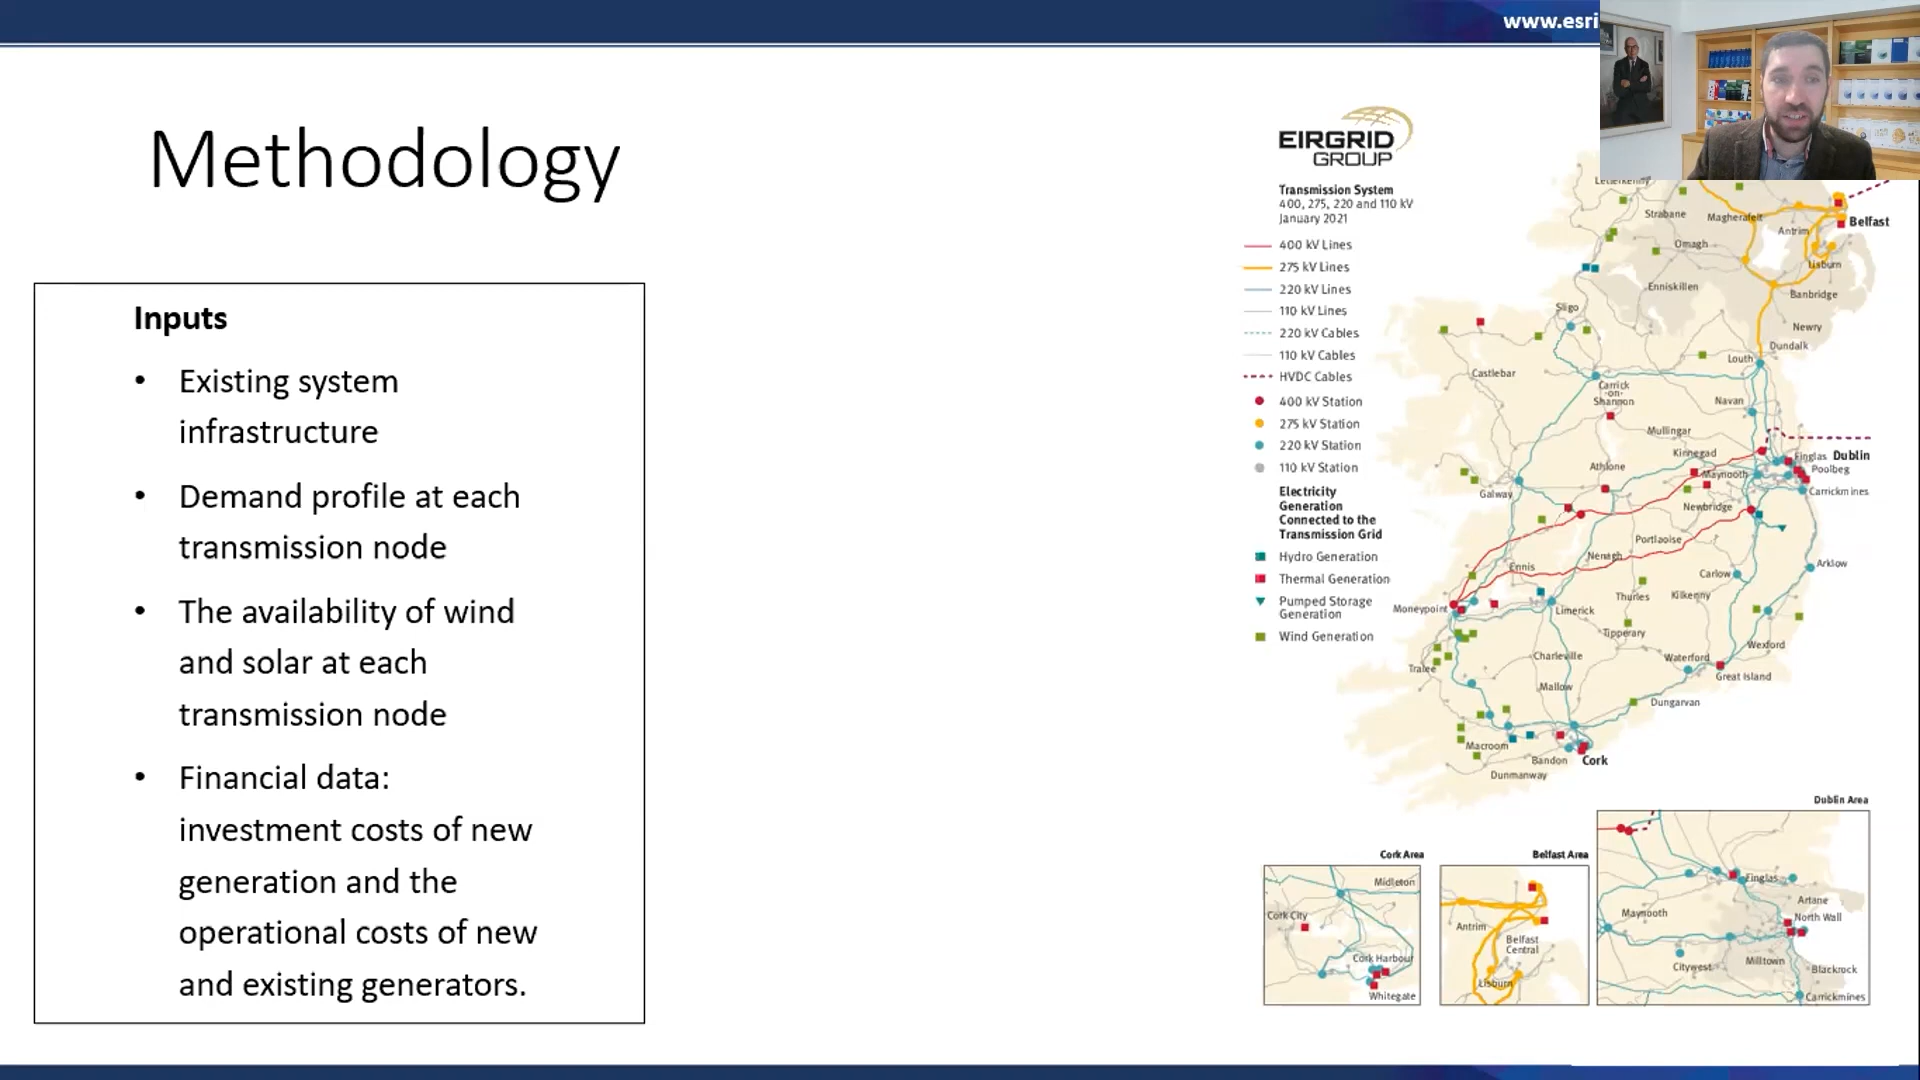 www.esri
Methodology
Inputs
• Existing system
infrastructure
• Demand profile at each
transmission node
• The availability of wind
and solar at each
transmission node
• Financial data:
investment costs of new
generation and the
operational costs of new
and existing generators.
EIRGRID
GROUP
Transmission System
400, 275, 220 and 110 kV
January 2021
400 kV Lines
275 kV Lines
220 kV Lines
110 kV Lines
220 kV Cables
110 kV Cables
HVDC Cables
400 kV Station
275 kV Station
220 kV Station
110 kV Station
Electricity
Generation
Connected to the
Transmission Grid
Hydro Generation
Thermal Generation
Pumped Storage
Generation
Wind Generation
Letterkenny
Strabane
Magherafelt
Antrim
Belfast
Omagh
Lisburn
Enniskillen
Banbridge
Sligo
Newry
Dundalk
Louth
Castlebar
Carrick
-on-
Shannon
Navan
Mullingar
Kinnegad
Finglas
Dublin
Athlone
Maynooth
Poolbeg
Galway
Carrickmines
Newbridge
Portlaoise
Nenagh
Ennis
Arklow
Carlow
Moneypoint
Limerick
Thurles
Kilkenny
Tipperary
Wexford
Charleville
Waterford
Tralee
Great Island
Mallow
Dungarvan
Macroom
Bandon
Cork
Dunmanway
Cork Area
Midleton
Cork City
Cork Harbour
Whitegate
Belfast Area
Antrim
Belfast
Central
Lisburn
Dublin Area
Finglas
Artane
Maynooth
North Wall
Citywest
Milltown
Blackrock
Carrickmines